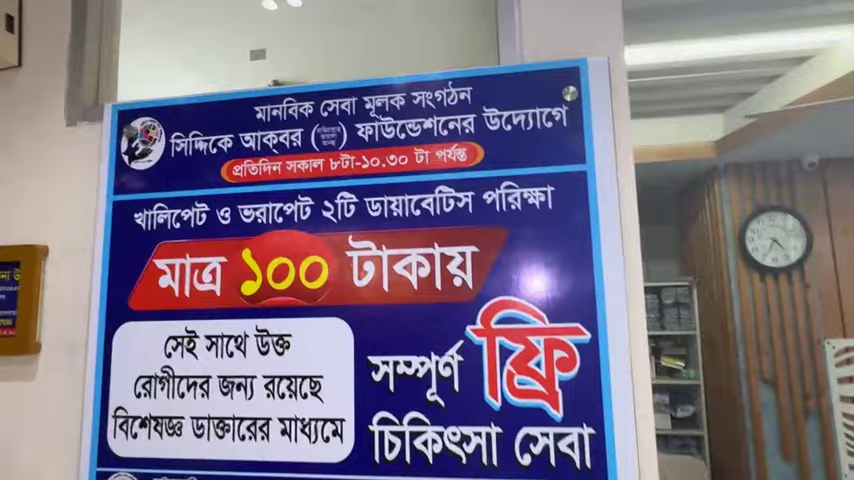 মানবিক সেবা মূলক সংগঠন
সিদ্দিকে আক্‌বর () ফাউন্ডেশনের উদ্যোগে
প্রতিদিন সকাল ৮টা-১০.৩০ টা পর্যন্ত
খালিপেট ও ভরাপেট ২টি ডায়াবেটিস পরিক্ষা
মাত্র ১০০ টাকায়
সেই সাথে উক্ত
রোগীদের জন্য রয়েছে
বিশেষজ্ঞ ডাক্তারের মাধ্যমে
সম্পূর্ণ ফ্রি
চিকিৎসা সেবা